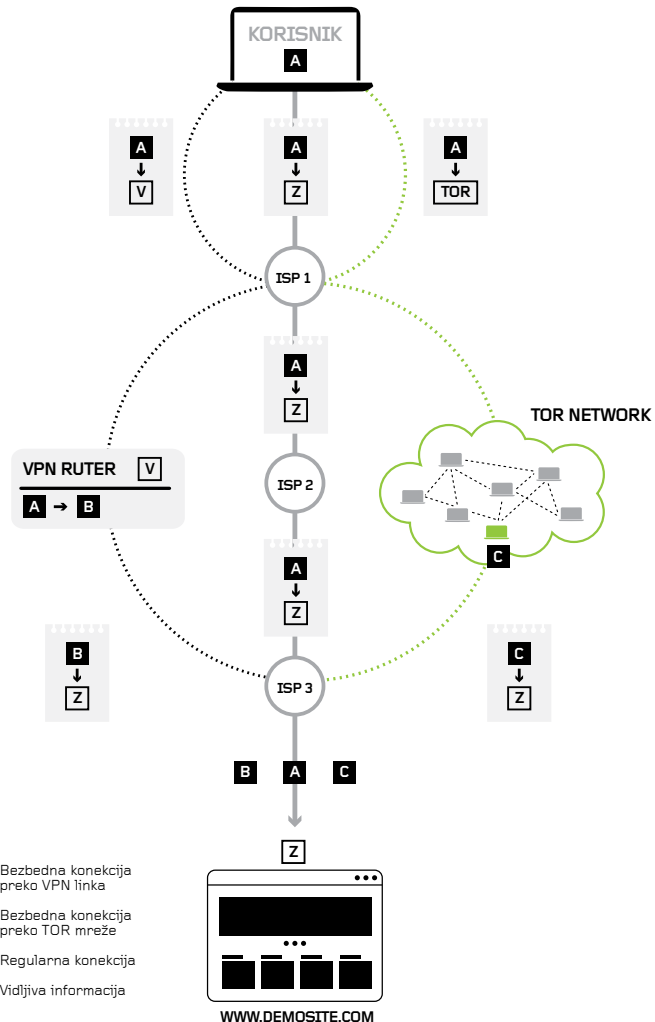 KORISNIK
A
A
V
A
Z
A
TOR
ISP 1
A
Z
TOR NETWORK
VPN RUTER V
A → B
ISP 2
C
A
Z
B
Z
C
Z
ISP 3
B A C
Z
Bezbedna konekcija
preko VPN linka
Bezbedna konekcija
preko TOR mreže
Regularna konekcija
Vidljiva informacija
WWW.DEMOSITE.COM